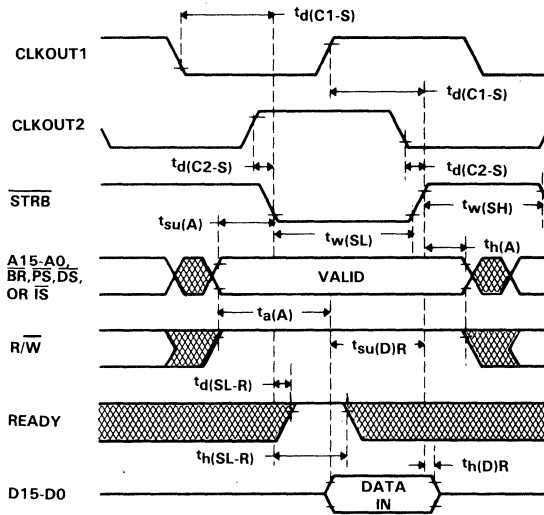 td(C1-S)
CLKOUT1
td(C1-S)
CLKOUT2
td(C2-S)
td(C2-S)
STRB
tsu(A)
tw(SL)
tw(SH)
th(A)
A15-A0,
BR, PS, DS,
OR IS
VALID
ta(A)
R/W
tsu(D)R
td(SL-R)
READY
th(SL-R)
th(D)R
D15-D0
DATA
IN